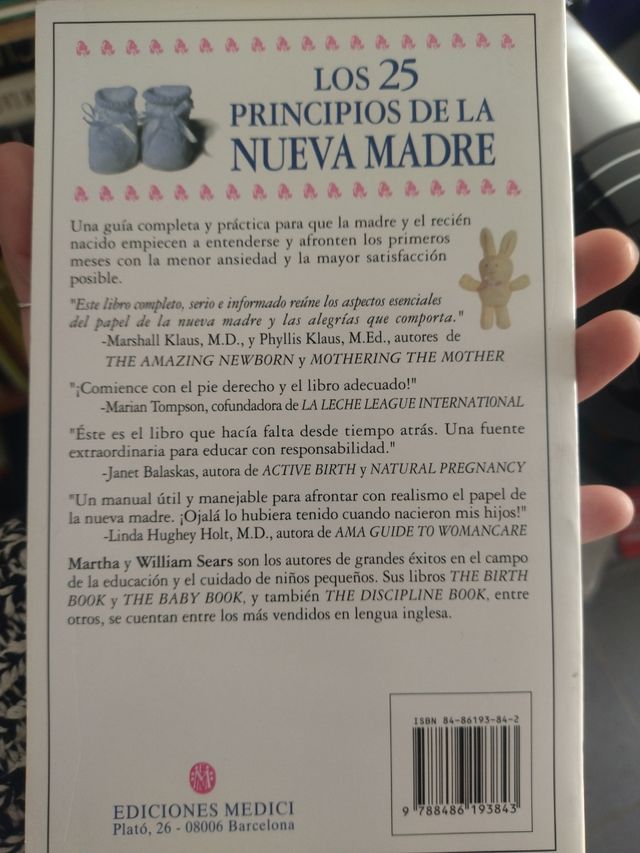 LOS 25
PRINCIPIOS DE LA
NUEVA MADRE
Una guía completa y práctica para que la madre y el recién
nacido empiecen a entenderse y afronten los primeros
meses con la menor ansiedad y la mayor satisfacción
posible.
"Este libro completo, serio e informado reúne los aspectos esenciales
del papel de la nueva madre y las alegrías que comporta."
-Marshall Klaus, M.D., y Phyllis Klaus, M.Ed., autores de
THE AMAZING NEWBORN y MOTHERING THE MOTHER
"¡Comience con el pie derecho y el libro adecuado!"
-Marian Tompson, cofundadora de LA LECHE LEAGUE INTERNATIONAL
"Éste es el libro que hacía falta desde tiempo atrás. Una fuente
extraordinaria para educar con responsabilidad."
-Janet Balaskas, autora de ACTIVE BIRTH y NATURAL PREGNANCY
"Un manual útil y manejable para afrontar con realismo el papel de
la nueva madre. ¡Ojalá lo hubiera tenido cuando nacieron mis hijos!"
-Linda Hughey Holt, M.D., autora de AMA GUIDE TO WOMANCARE
Martha y William Sears son los autores de grandes éxitos en el campo
de la educación y el cuidado de niños pequeños. Sus libros THE BIRTH
BOOK y THE BABY BOOK, y también THE DISCIPLINE BOOK, entre
otros, se cuentan entre los más vendidos en lengua inglesa.
ISBN 84-86193-84-2
9 788486 193843
EDICIONES MEDICI
Plató, 26 - 08006 Barcelona